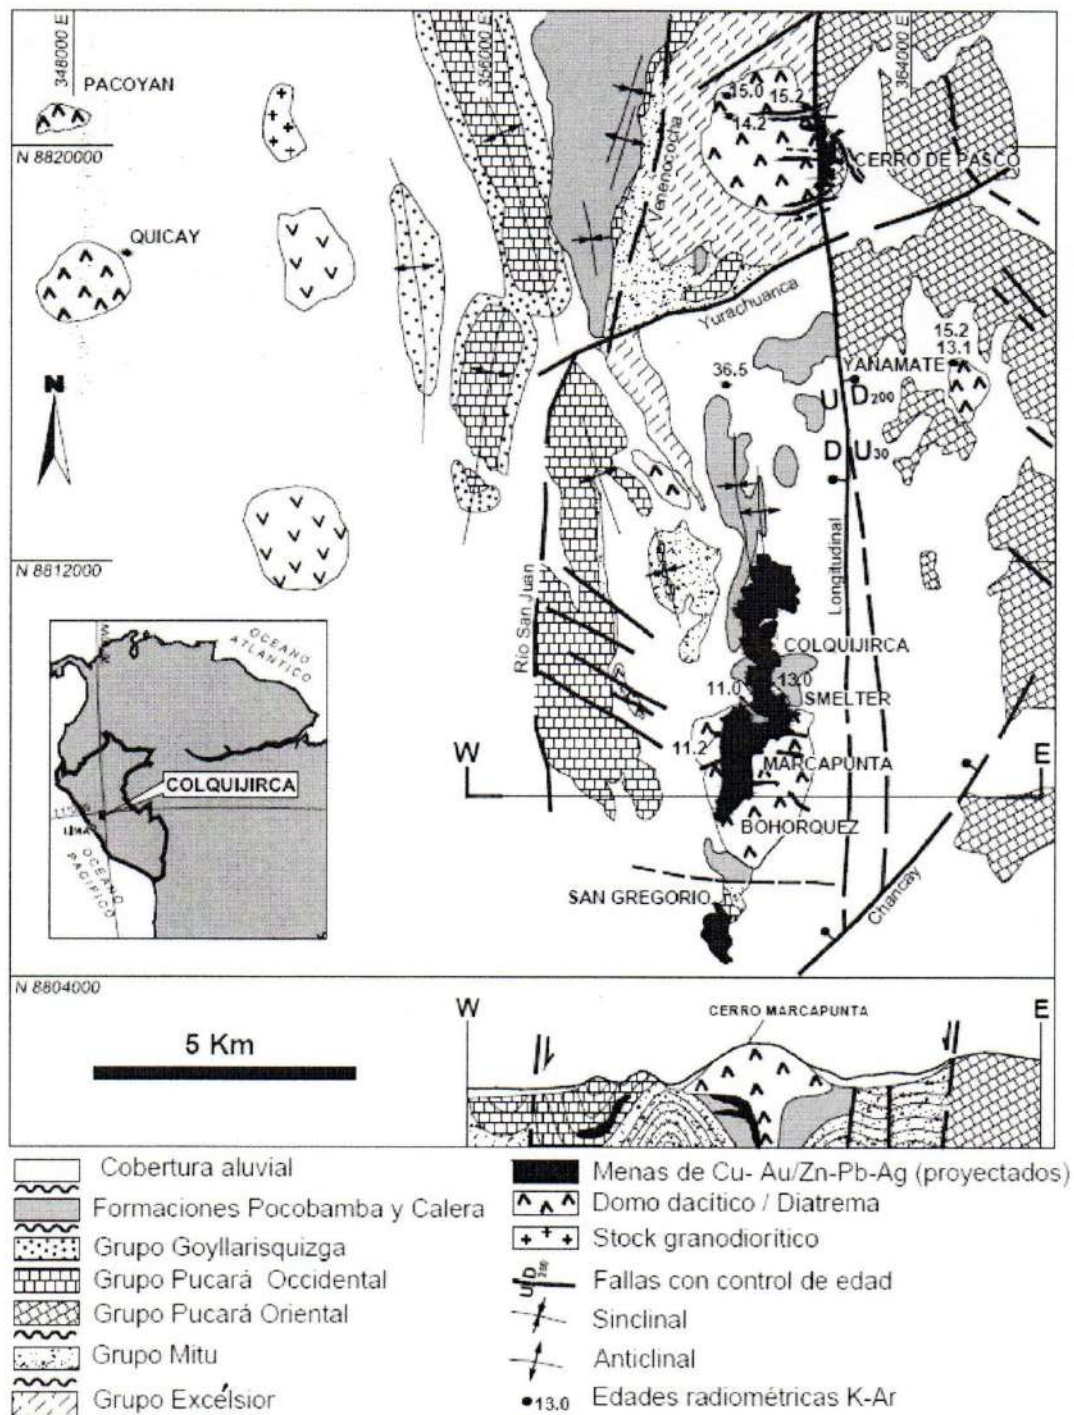 348000 E
356000 E
364000 E
PACOYAN
N 8820000
15.0 15.2
14.2
CERRO DE PASCO
Venenococha
QUICAY
Yurachuanca
N
36.5
15.2
13.1
YANAMATE
U D200
D U30
N 8812000
Río San Juan
Longitudinal
COLQUIJIRCA
11.0
13.0
SMELTER
11.2
MARCAPUNTA
W
E
BOHORQUEZ
SAN GREGORIO
Chancay
OCEANO
ATLANTICO
COLQUIJIRCA
LIMA
OCEANO
PACIFICO
N 8804000
5 Km
W
CERRO MARCAPUNTA
E
Cobertura aluvial
Formaciones Pocobamba y Calera
Grupo Goyllarisquizga
Grupo Pucará Occidental
Grupo Pucará Oriental
Grupo Mitu
Grupo Excélsior
Menas de Cu- Au/Zn-Pb-Ag (proyectados)
Domo dacítico / Diatrema
Stock granodiorítico
U D 200
Fallas con control de edad
Sinclinal
Anticlinal
13.0 Edades radiométricas K-Ar